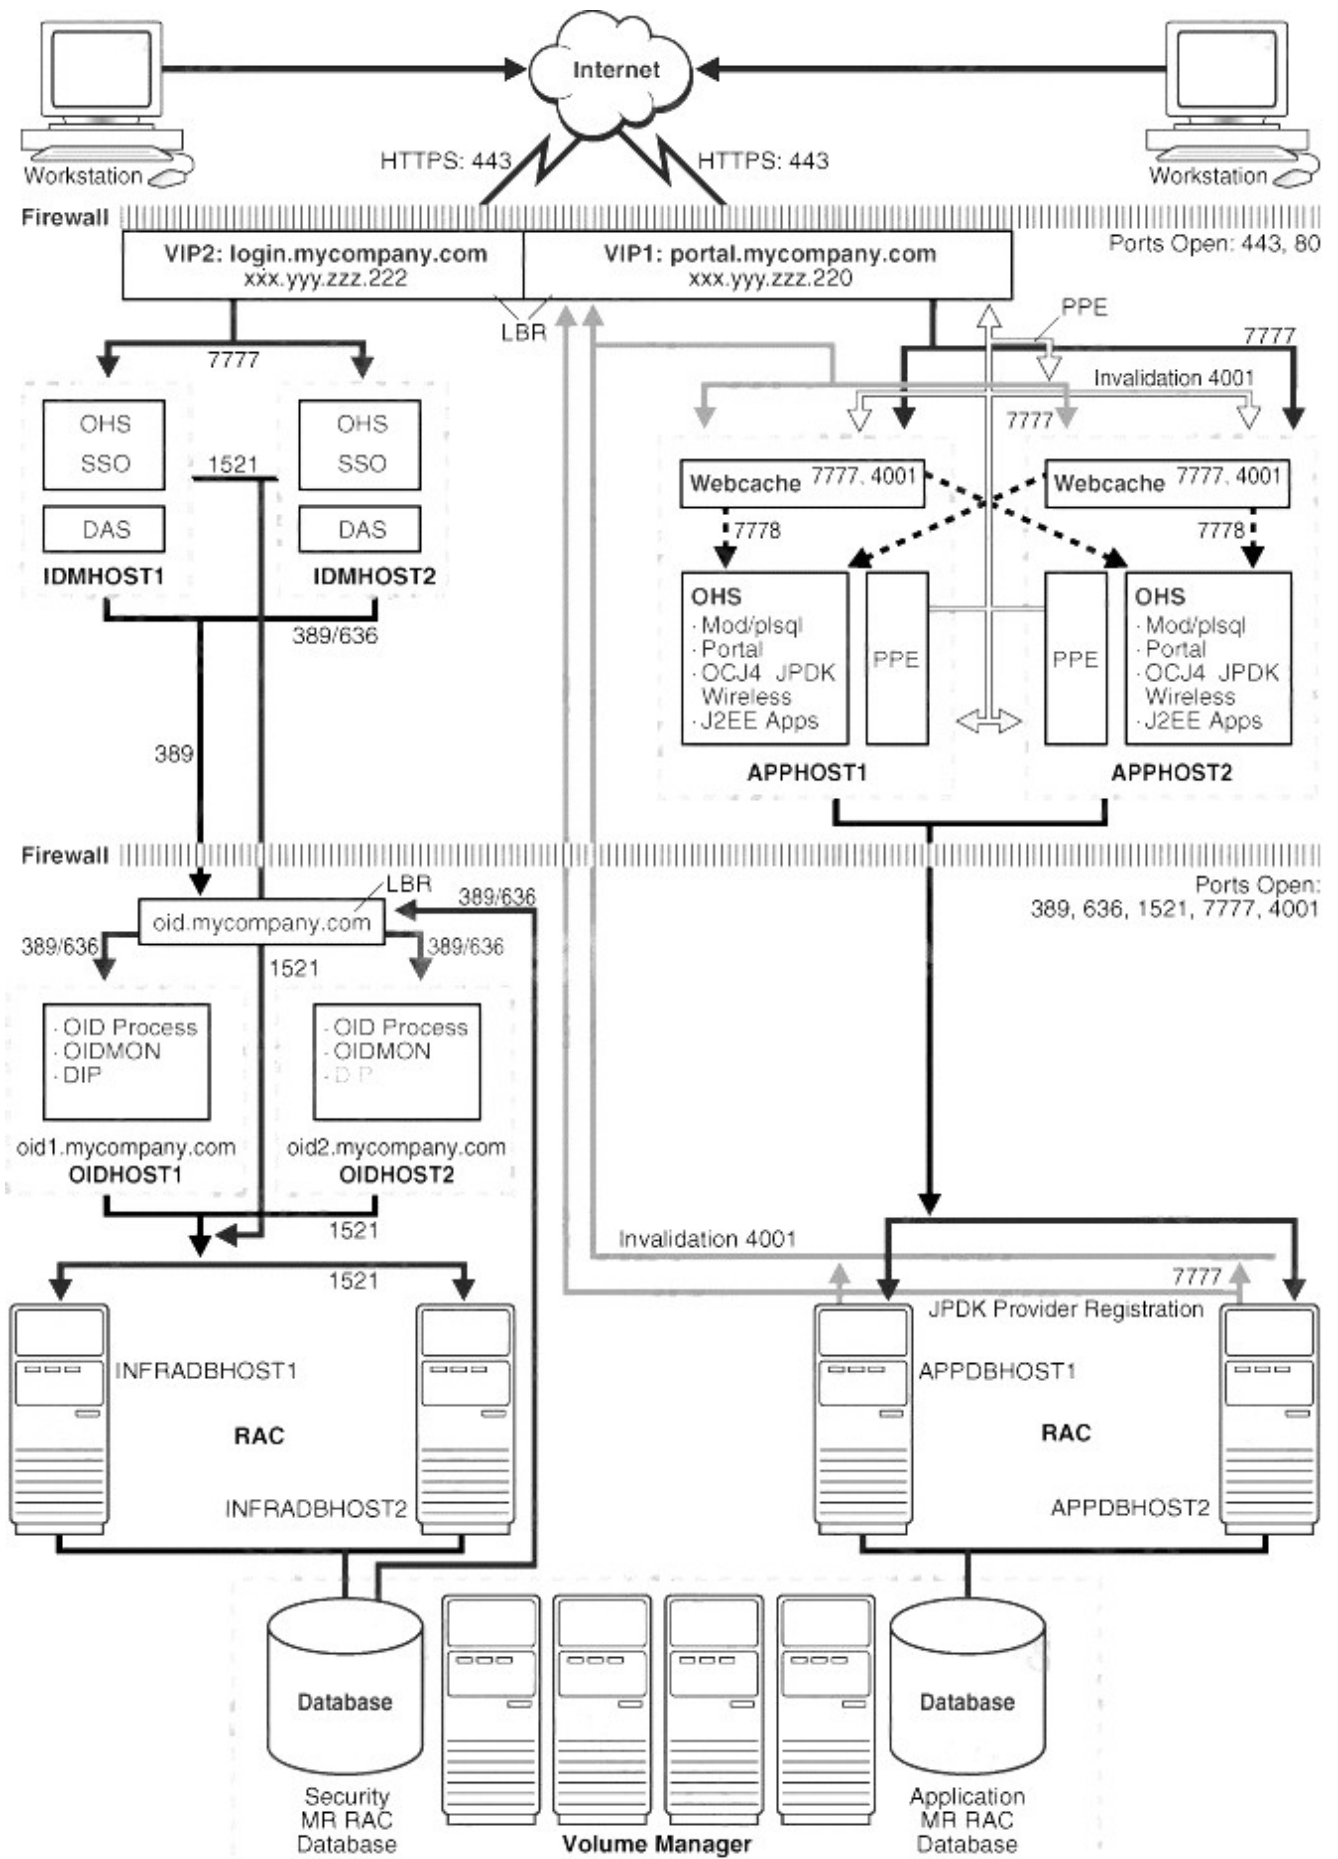 Internet
HTTPS: 443
HTTPS: 443
Workstation
Workstation
Firewall
Ports Open: 443, 80
VIP2: login.mycompany.com
xxx.yyy.zzz.222
VIP1: portal.mycompany.com
xxx.yyy.zzz.220
LBR
PPE
7777
7777
Invalidation 4001
7777
OHS
SSO
DAS
IDMHOST1
1521
OHS
SSO
DAS
IDMHOST2
389/636
389
Webcache 7777, 4001
Webcache 7777, 4001
7778
7778
OHS
· Mod/plsql
· Portal
· OCJ4 JPDK
Wireless
· J2EE Apps
PPE
APPHOST1
PPE
OHS
· Mod/plsql
· Portal
· OCJ4 JPDK
Wireless
· J2EE Apps
APPHOST2
Firewall
Ports Open:
389, 636, 1521, 7777, 4001
LBR
389/636
oid.mycompany.com
389/636
389/636
1521
· OID Process
· OIDMON
· DIP
oid1.mycompany.com
OIDHOST1
· OID Process
· OIDMON
· DIP
oid2.mycompany.com
OIDHOST2
1521
1521
Invalidation 4001
7777
JPDK Provider Registration
INFRADBHOST1
RAC
INFRADBHOST2
APPDBHOST1
RAC
APPDBHOST2
Database
Security
MR RAC
Database
Volume Manager
Database
Application
MR RAC
Database